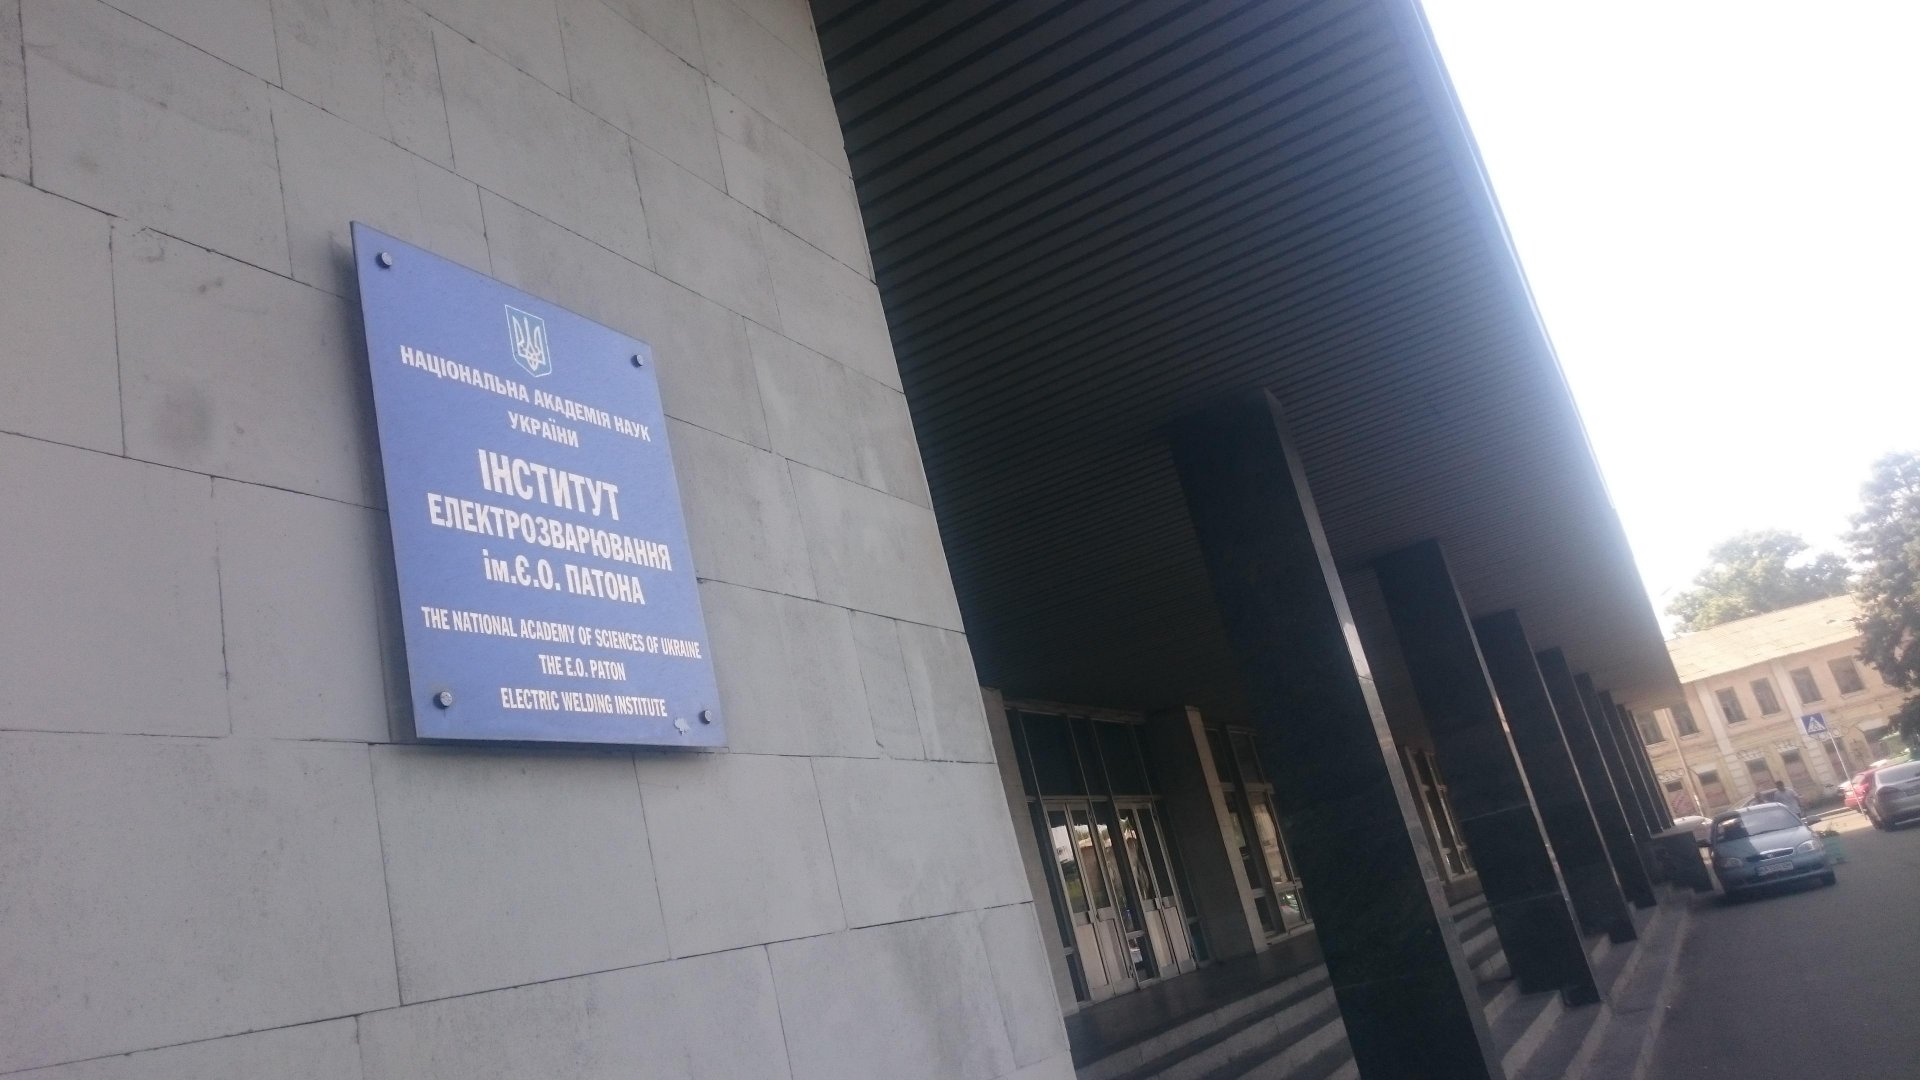 НАЦІОНАЛЬНА АКАДЕМІЯ НАУК
УКРАЇНИ
ІНСТИТУТ
ЕЛЕКТРОЗВАРЮВАННЯ
ім.Є.О. ПАТОНА
THE NATIONAL ACADEMY OF SCIENCES OF UKRAINE
THE E.O. PATON
ELECTRIC WELDING INSTITUTE